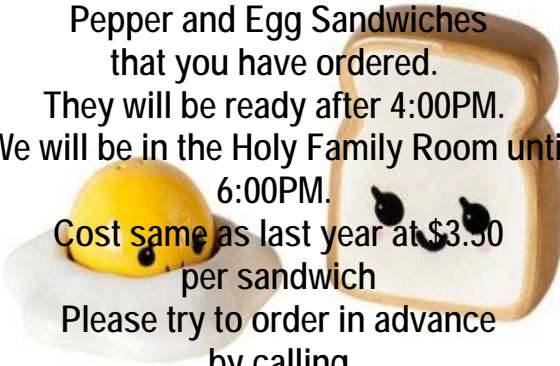 Pepper and Egg Sandwiches
that you have ordered.
They will be ready after 4:00PM.
We will be in the Holy Family Room unti
6:00PM.
Cost same as last year at $3.50
per sandwich
Please try to order in advance
by calling